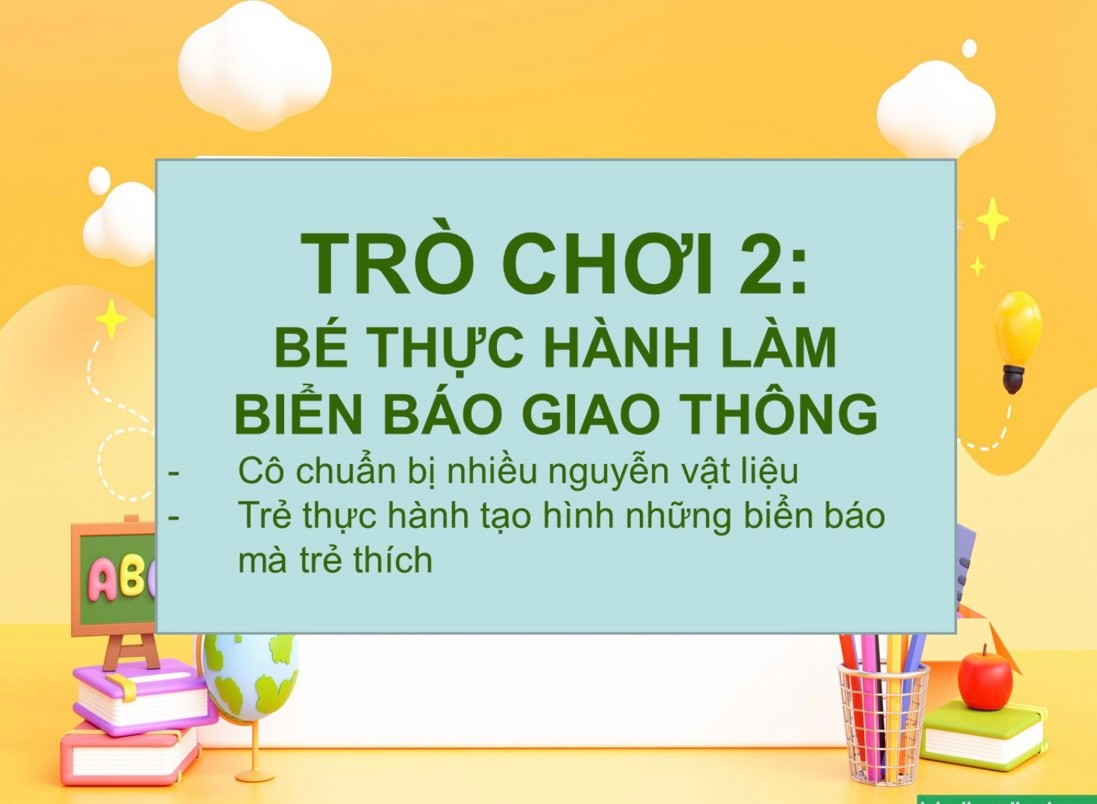 TRÒ CHƠI 2:
BÉ THỰC HÀNH LÀM
BIỂN BÁO GIAO THÔNG
- Cô chuẩn bị nhiều nguyễn vật liệu
- Trẻ thực hành tạo hình những biển báo
mà trẻ thích